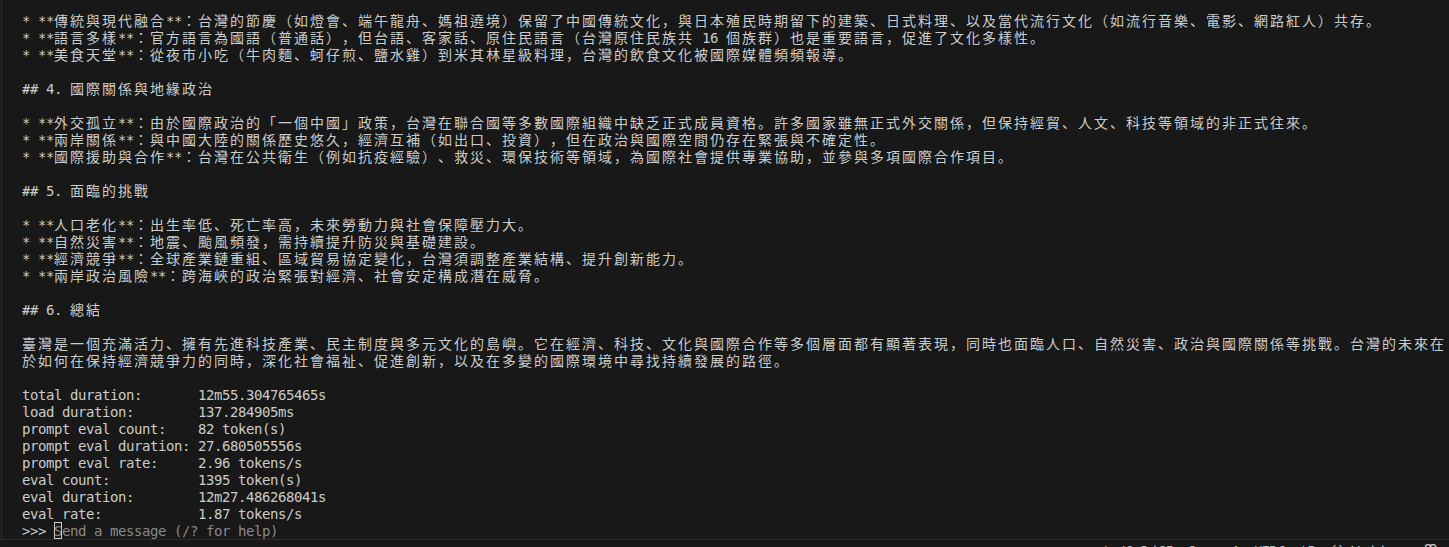 * **傳統與現代融合**：台灣的節慶（如燈會、端午龍舟、媽祖遶境）保留了中國傳統文化，與日本殖民時期留下的建築、日式料理、以及當代流行文化（如流行音樂、電影、網路紅人）共存。
* **語言多樣**：官方語言為國語（普通話），但台語、客家話、原住民語言（台灣原住民族共 16 個族群）也是重要語言，促進了文化多樣性。
* **美食天堂**：從夜市小吃（牛肉麵、蚵仔煎、鹽水雞）到米其林星級料理，台灣的飲食文化被國際媒體頻頻報導。
## 4. 國際關係與地緣政治
* **外交孤立**：由於國際政治的「一個中國」政策，台灣在聯合國等多數國際組織中缺乏正式成員資格。許多國家雖無正式外交關係，但保持經貿、人文、科技等領域的非正式往來。
* **兩岸關係**：與中國大陸的關係歷史悠久，經濟互補（如出口、投資），但在政治與國際空間仍存在緊張與不確定性。
* **國際援助與合作**：台灣在公共衛生（例如抗疫經驗）、救災、環保技術等領域，為國際社會提供專業協助，並參與多項國際合作項目。
## 5. 面臨的挑戰
* **人口老化**：出生率低、死亡率高，未來勞動力與社會保障壓力大。
* **自然災害**：地震、颱風頻發，需持續提升防災與基礎建設。
* **經濟競爭**：全球產業鏈重組、區域貿易協定變化，台灣須調整產業結構、提升創新能力。
* **兩岸政治風險**：跨海峽的政治緊張對經濟、社會安定構成潛在威脅。
## 6. 總結
臺灣是一個充滿活力、擁有先進科技產業、民主制度與多元文化的島嶼。它在經濟、科技、文化與國際合作等多個層面都有顯著表現，同時也面臨人口、自然災害、政治與國際關係等挑戰。台灣的未來在
於如何在保持經濟競爭力的同時，深化社會福祉、促進創新，以及在多變的國際環境中尋找持續發展的路徑。
total duration: 12m55.304765465s
load duration: 137.284905ms
prompt eval count: 82 token(s)
prompt eval duration: 27.680505556s
prompt eval rate: 2.96 tokens/s
eval count: 1395 token(s)
eval duration: 12m27.486268041s
eval rate: 1.87 tokens/s
>>> Send a message (/? for help)